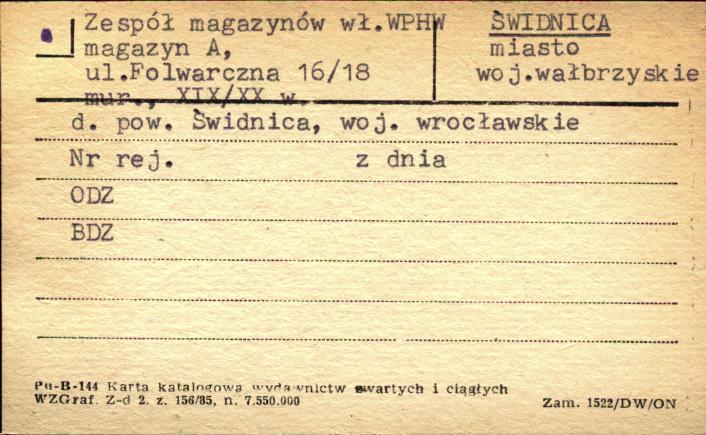 Zespół magazynów wł.WPHW
magazyn A,
ul.Folwarczna 16/18
mur., XIX/XX w.
ŚWIDNICA
miasto
woj.wałbrzyskie
d. pow. Świdnica, woj. wrocławskie
Nr rej. z dnia
ODZ
BDZ
Pu-B-144 Karta katalogowa wydawnictw zwartych i ciągłych
WZGraf. Z-d 2. z. 156/85, n. 7.550.000
Zam. 1522/DW/ON